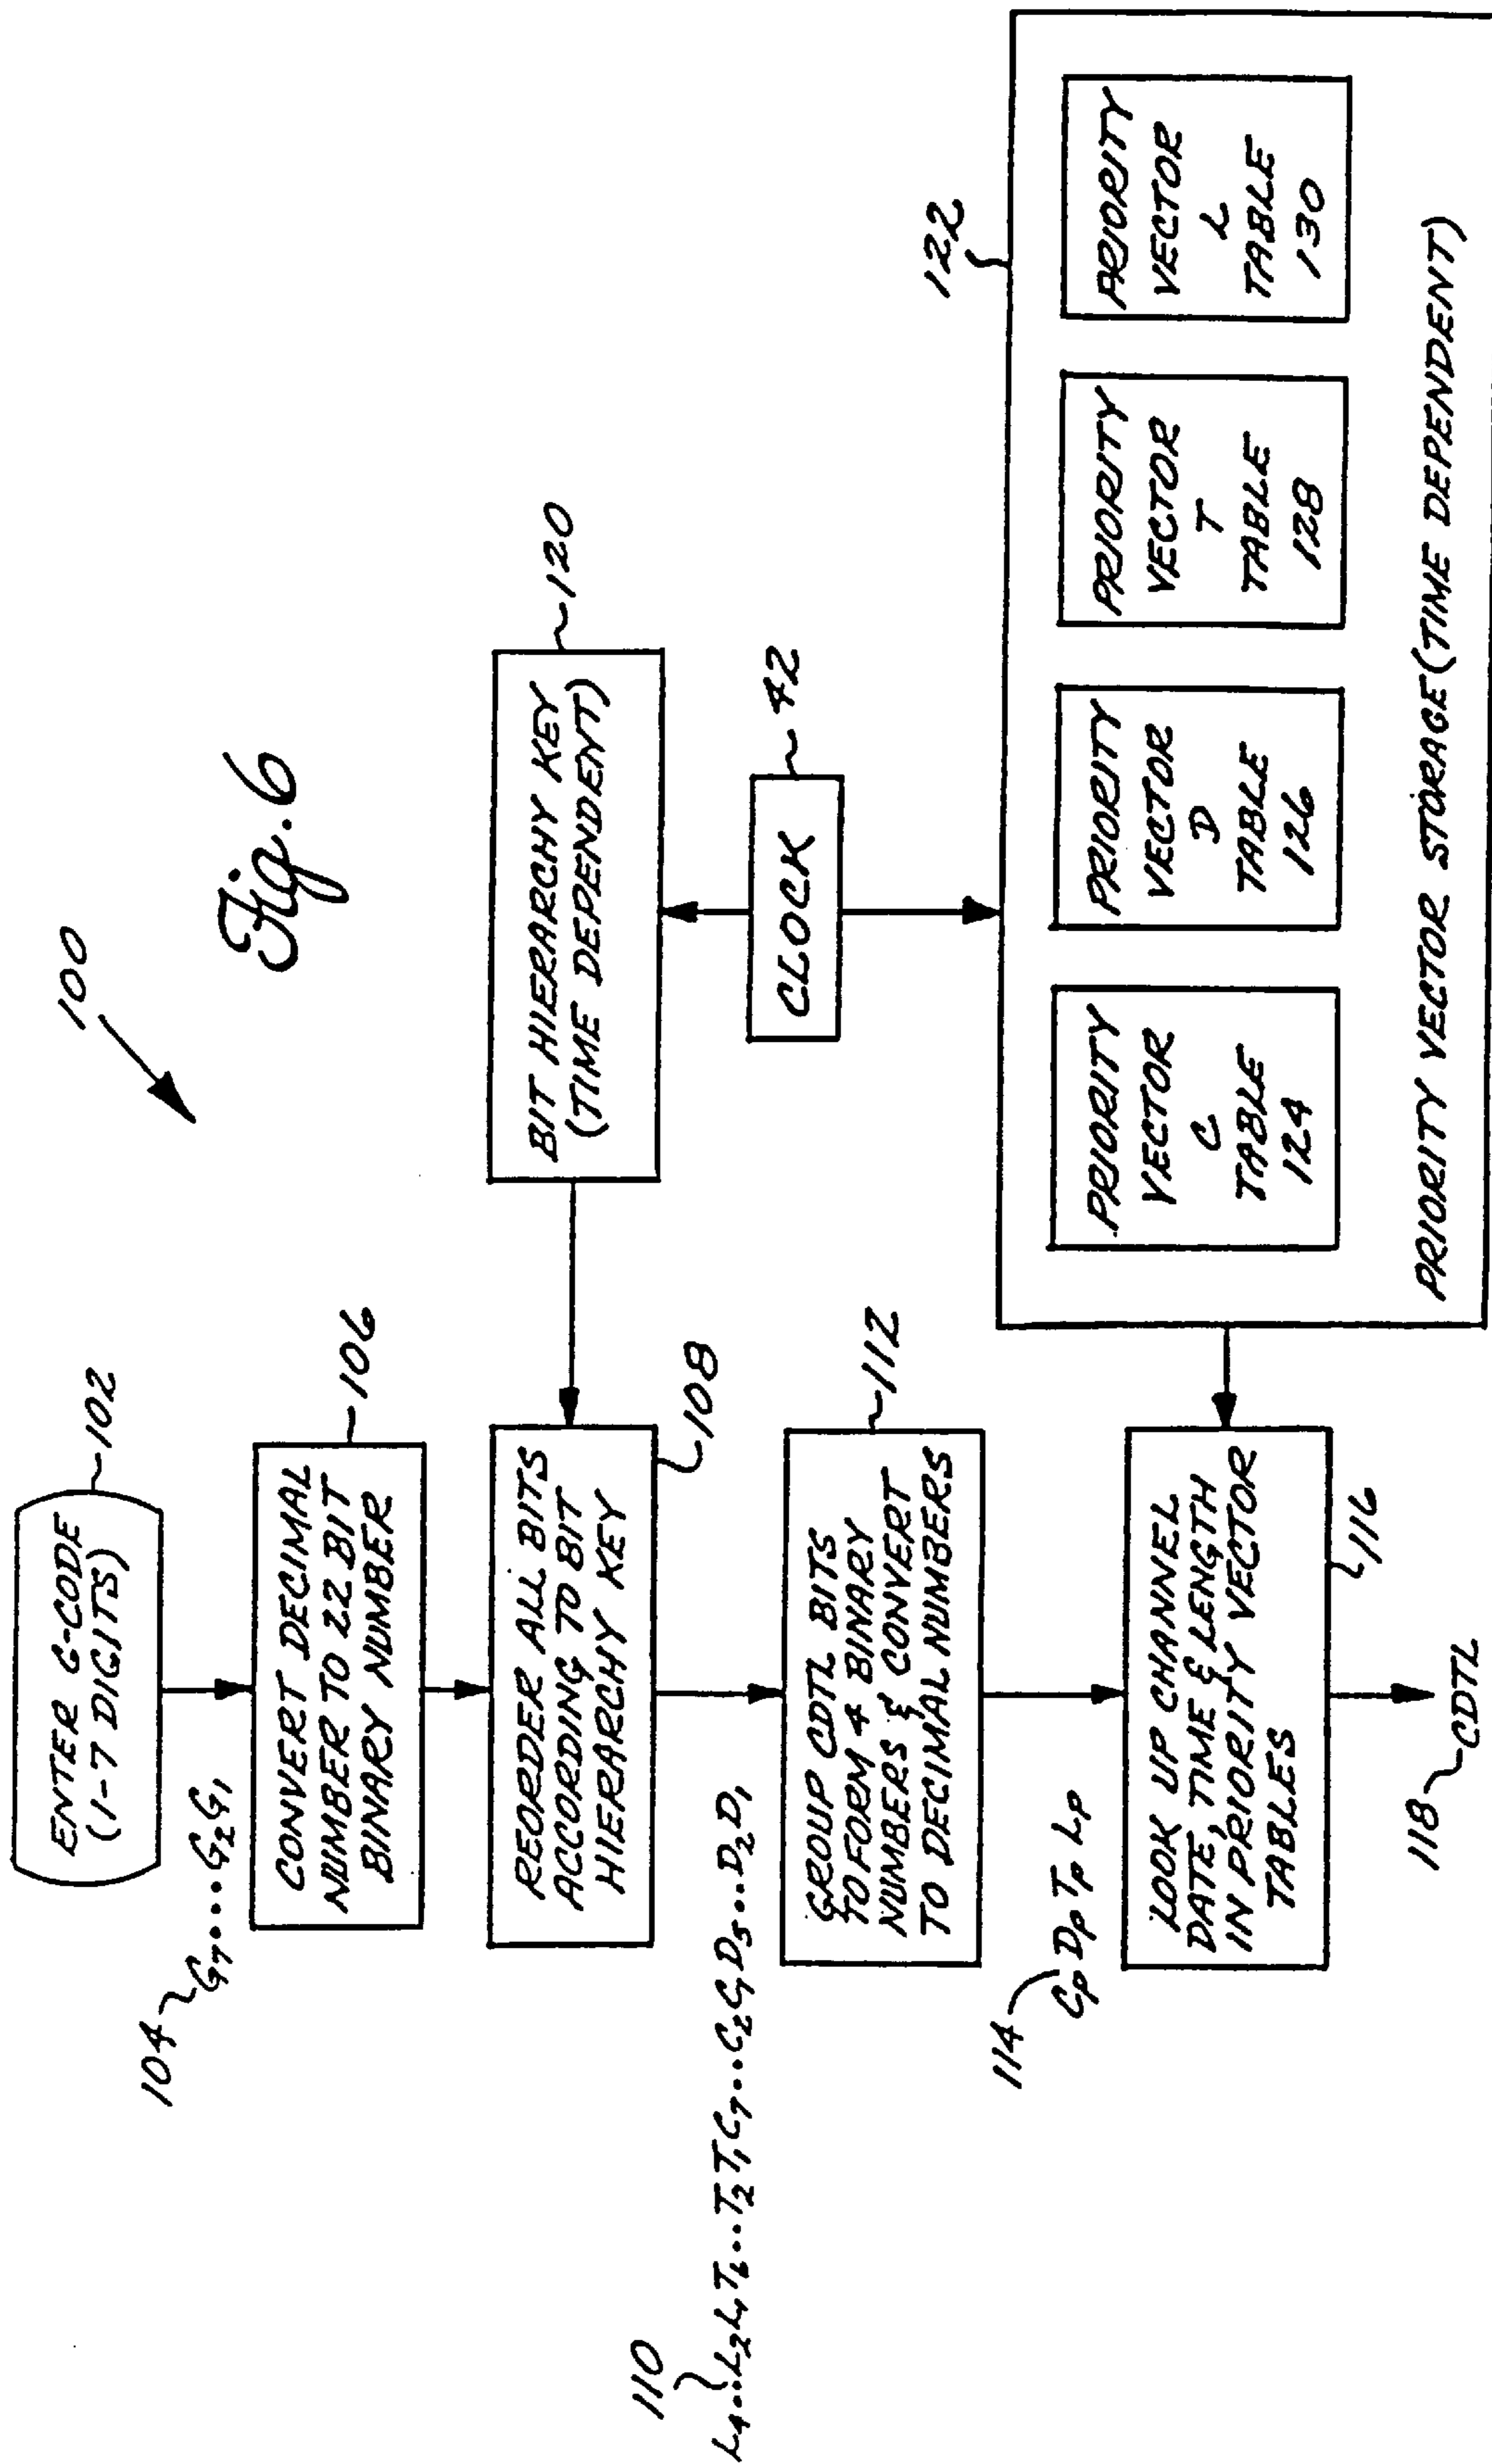 100
Fig. 6
ENTER G-CODE
(1-7 DIGITS)
102
104
G7...G2G1
CONVERT DECIMAL
NUMBER TO 22 BIT
BINARY NUMBER
106
REORDER ALL BITS
ACCORDING TO BIT
HIERARCHY KEY
108
BIT HIERARCHY KEY
(TIME DEPENDENT)
120
CLOCK
42
110
L4...L2L1T6...T2T1C7...C2C1D5...D2D1
GROUP CDTL BITS
TO FORM 4 BINARY
NUMBERS & CONVERT
TO DECIMAL NUMBERS
112
114
Cp Dp Tp Lp
LOOK UP CHANNEL
DATE, TIME & LENGTH
IN PRIORITY VECTOR
TABLES
116
118
CDTL
122
PRIORITY
VECTOR
C
TABLE
124
PRIORITY
VECTOR
D
TABLE
126
PRIORITY
VECTOR
T
TABLE
128
PRIORITY
VECTOR
L
TABLE
130
PRIORITY VECTOR STORAGE (TIME DEPENDENT)